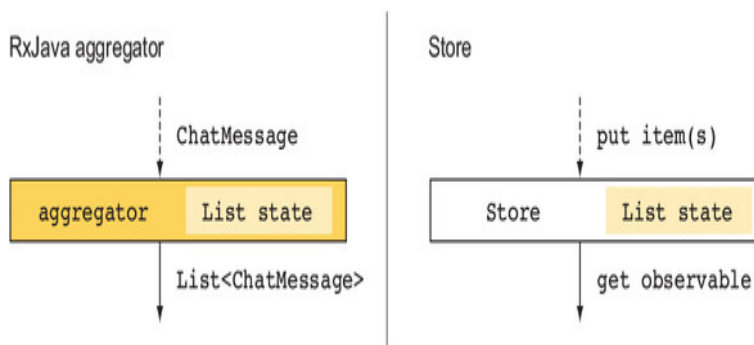 RxJava aggregator
ChatMessage
aggregator List state
List<ChatMessage>
Store
put item(s)
Store List state
get observable